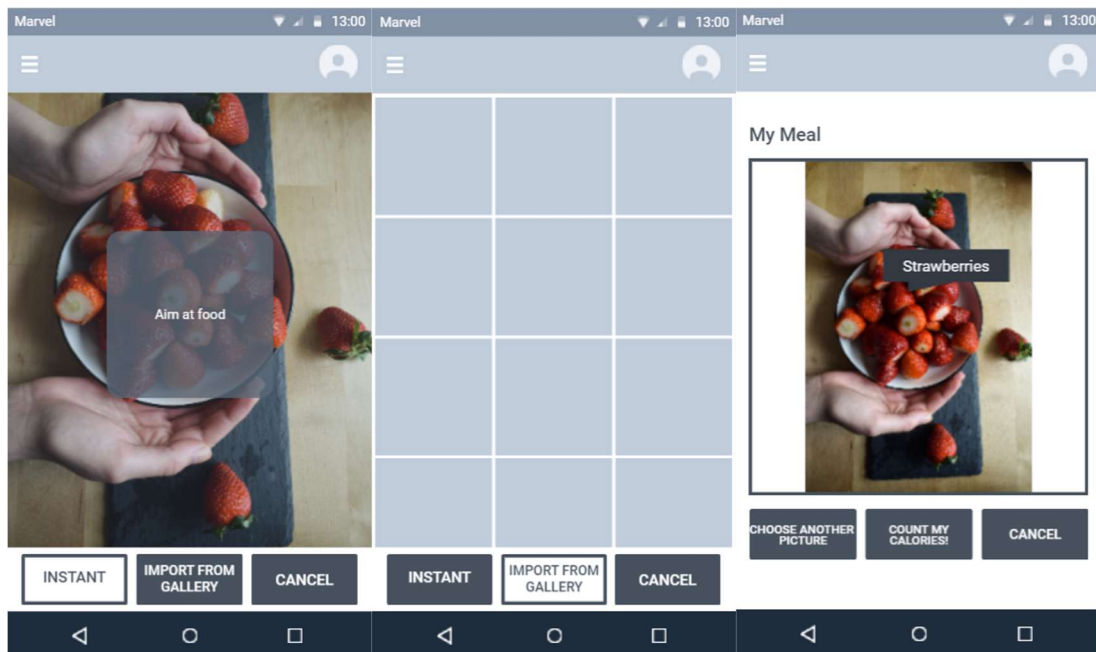 Marvel
13:00
Aim at food
INSTANT
IMPORT FROM
GALLERY
CANCEL
Marvel
13:00
INSTANT
IMPORT FROM
GALLERY
CANCEL
Marvel
13:00
My Meal
Strawberries
CHOOSE ANOTHER
PICTURE
COUNT MY
CALORIES!
CANCEL